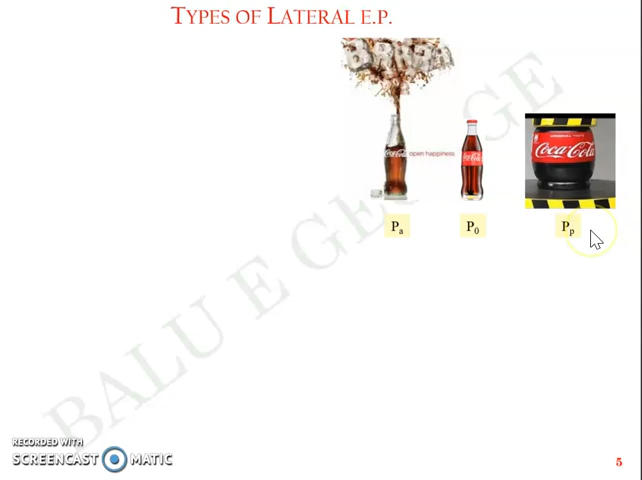 TYPES OF LATERAL E.P.
BRRRRR
Coca-Cola open happiness
Coca-Cola
Coca-Cola
Pa
P0
Pp
BALU E GEORGE
RECORDED WITH
SCREENCAST MATIC
5